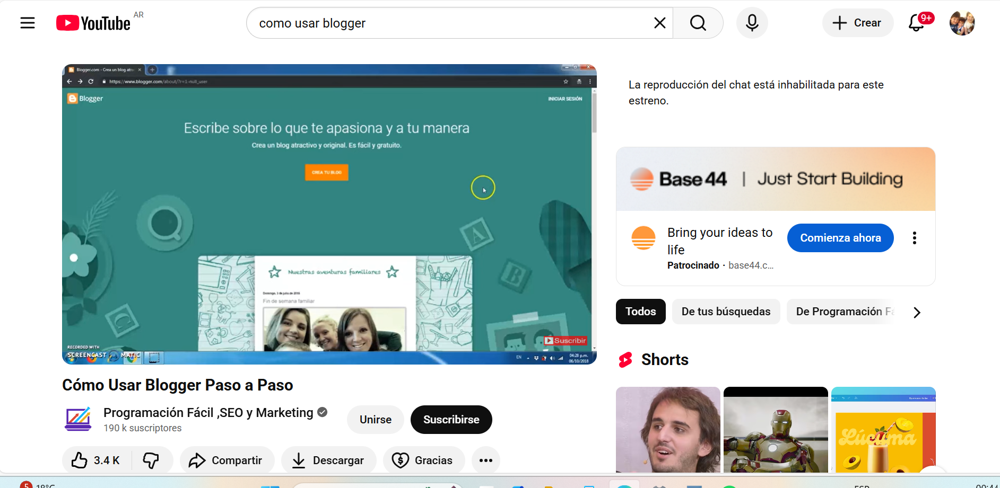 YouTube AR
como usar blogger
Crear
9+
Blogger.com - Crea un blog atra
https://www.blogger.com/about/?r=1-null_user
Blogger
INICIAR SESIÓN
Escribe sobre lo que te apasiona y a tu manera
Crea un blog atractivo y original. Es fácil y gratuito.
CREA TU BLOG
A
B
C
Nuestras aventuras familiares
Domingo, 3 de julio de 2016
Fin de semana familiar
Suscribir
RECORDED WITH
SCREENCAST MATIC
EN
04:28 p.m.
06/10/2018
Cómo Usar Blogger Paso a Paso
Programación Fácil ,SEO y Marketing
190 k suscriptores
Unirse
Suscribirse
3.4 K
Compartir
Descargar
Gracias
La reproducción del chat está inhabilitada para este
estreno.
Base 44 | Just Start Building
Bring your ideas to
life
Patrocinado · base44.c...
Comienza ahora
Todos
De tus búsquedas
De Programación Fá
Shorts
Lúcuma
5
18°C
ESP
00:44